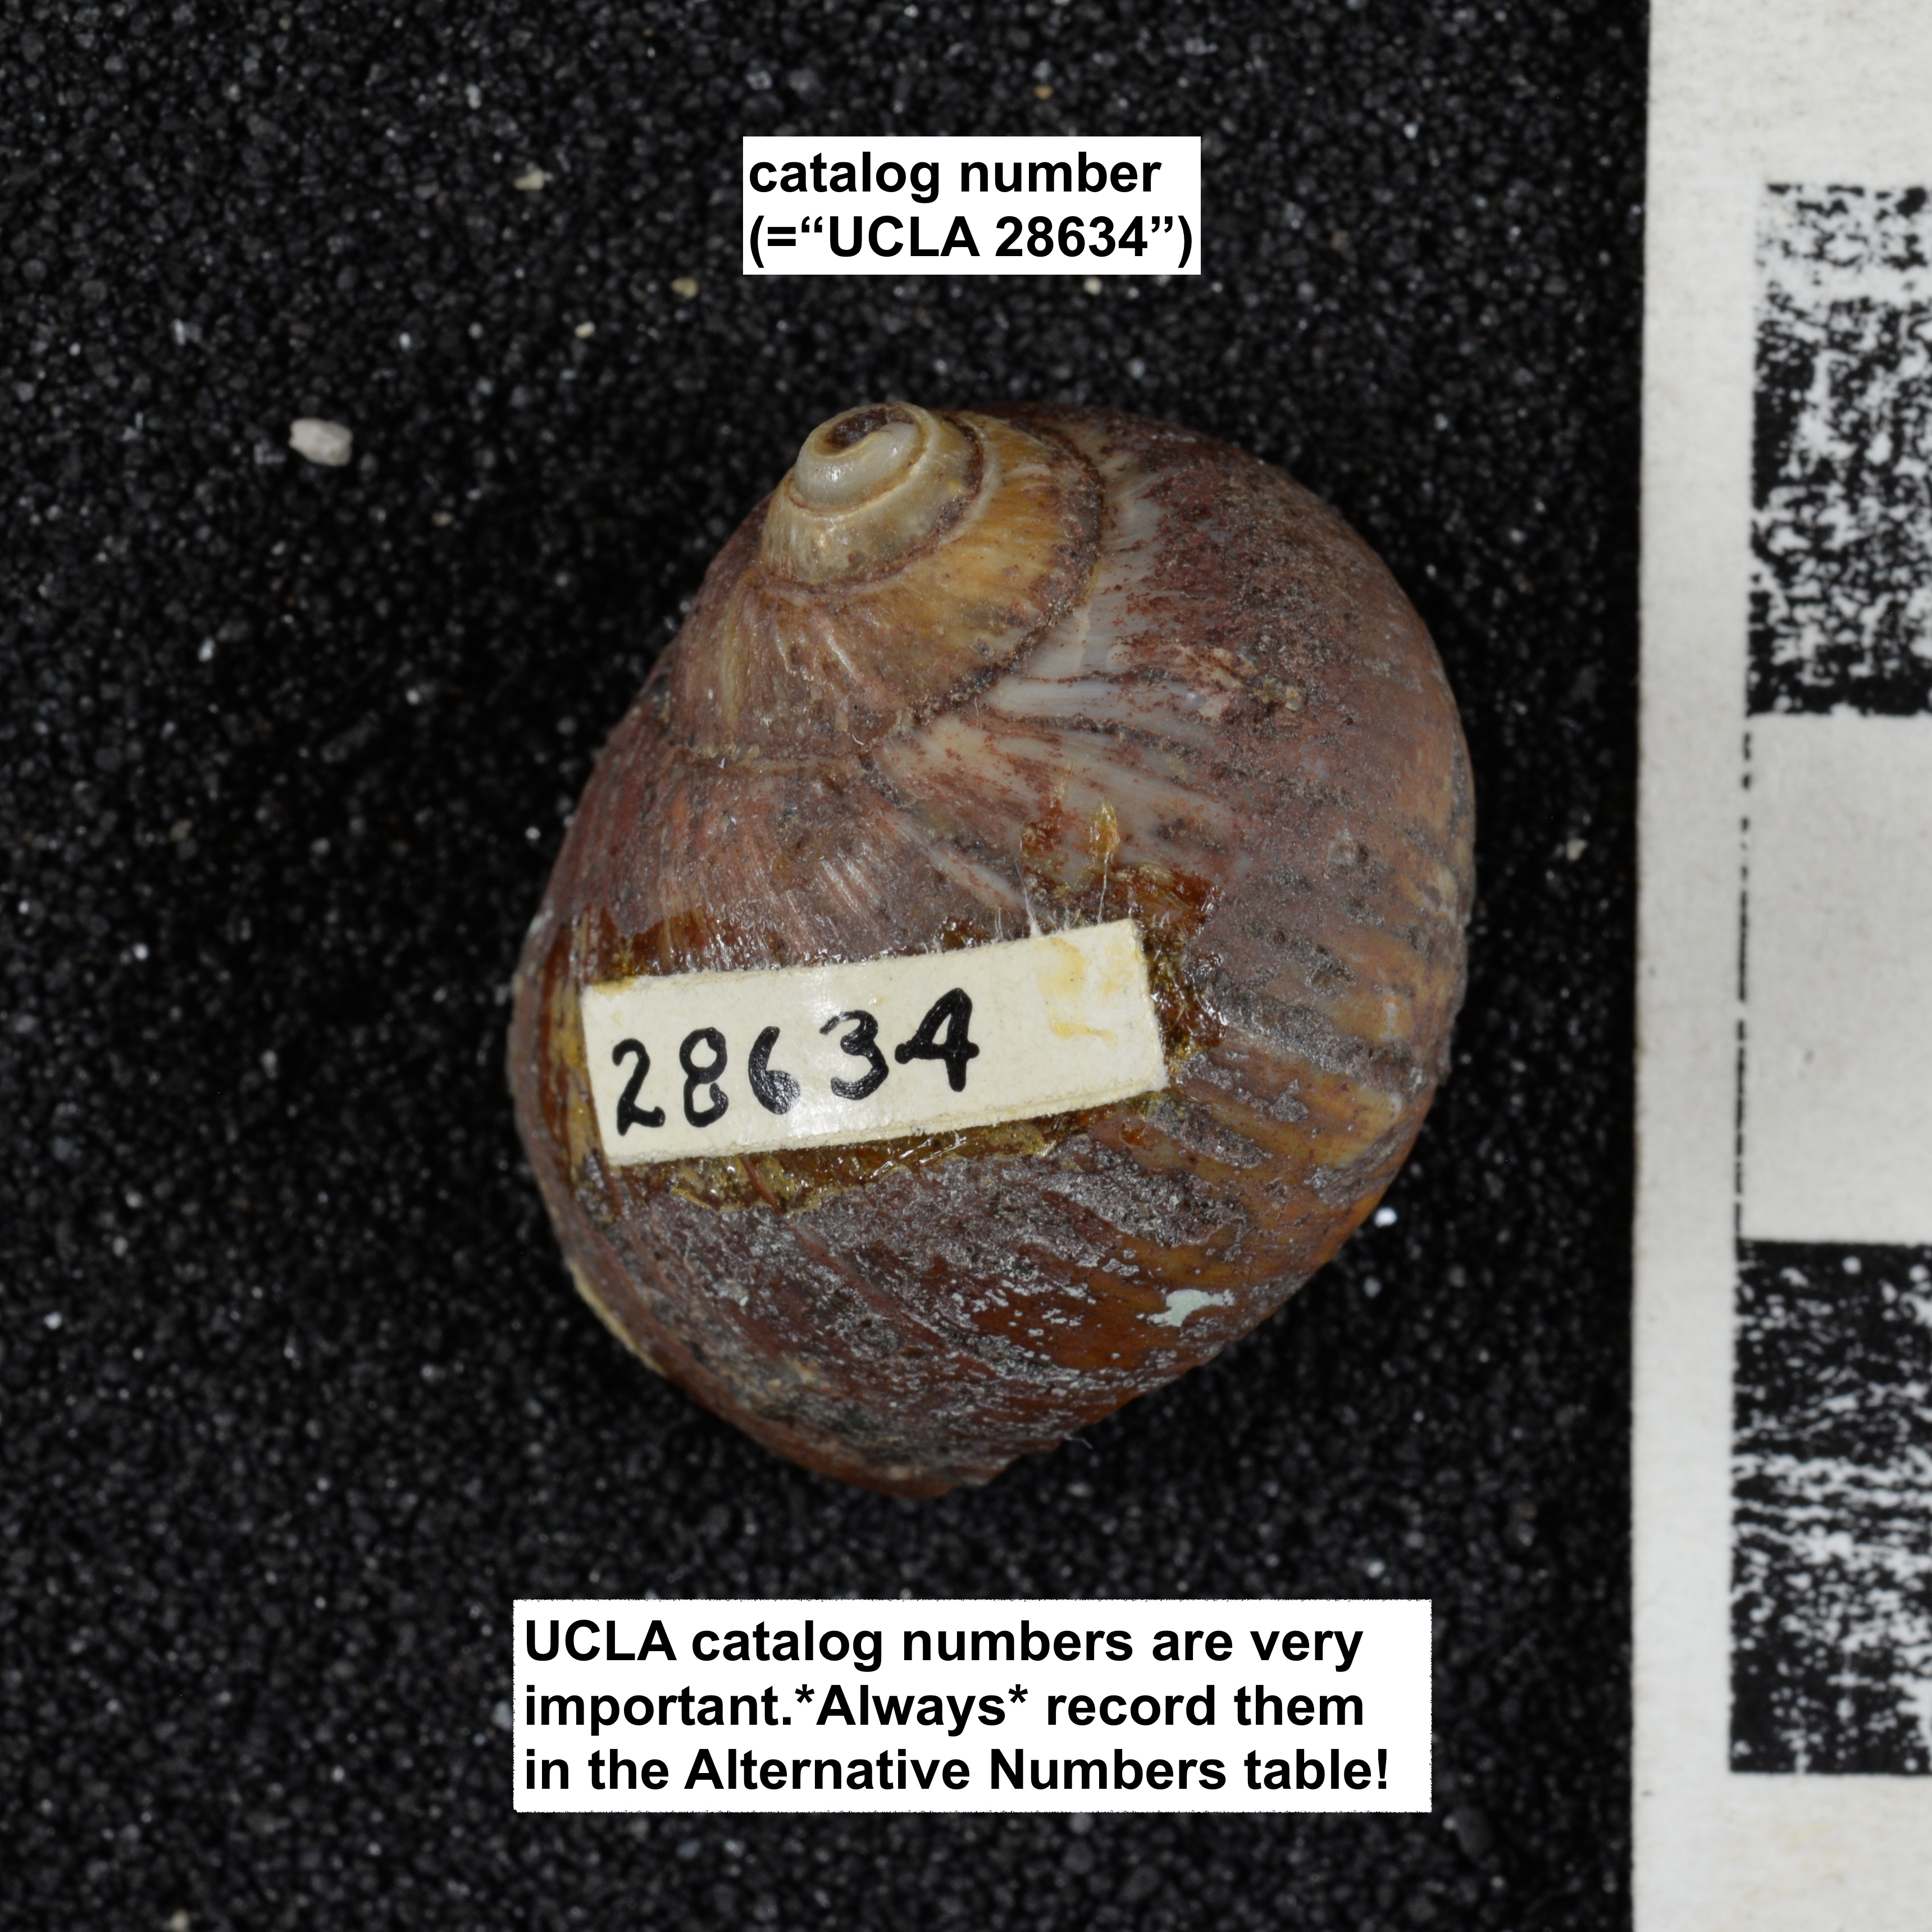 catalog number
(=“UCLA 28634”)
28634
UCLA catalog numbers are very
important.*Always* record them
in the Alternative Numbers table!